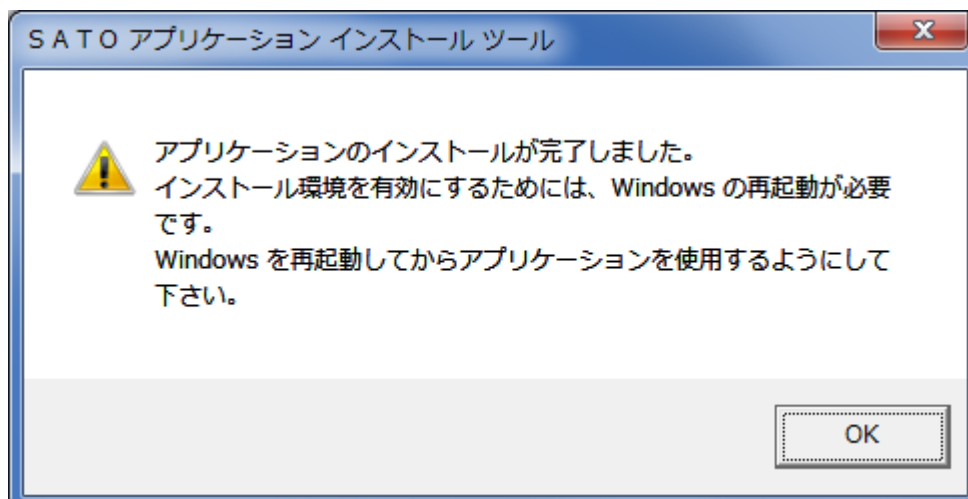 ＳＡＴＯ アプリケーション インストール ツール
アプリケーションのインストールが完了しました。
インストール環境を有効にするためには、Windows の再起動が必要
です。
Windows を再起動してからアプリケーションを使用するようにして
下さい。
OK